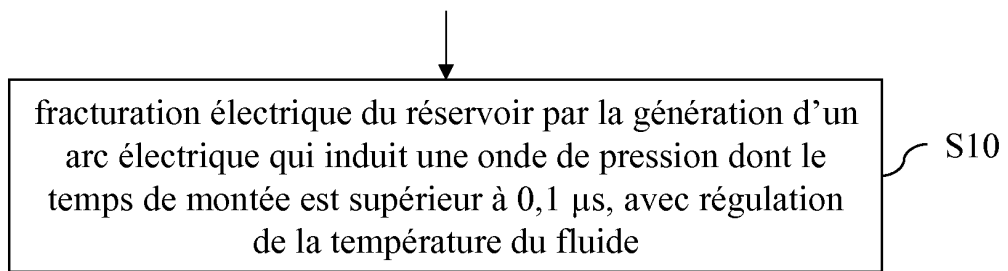 fracturation électrique du réservoir par la génération d'un
arc électrique qui induit une onde de pression dont le
temps de montée est supérieur à 0,1 µs, avec régulation
de la température du fluide
S10